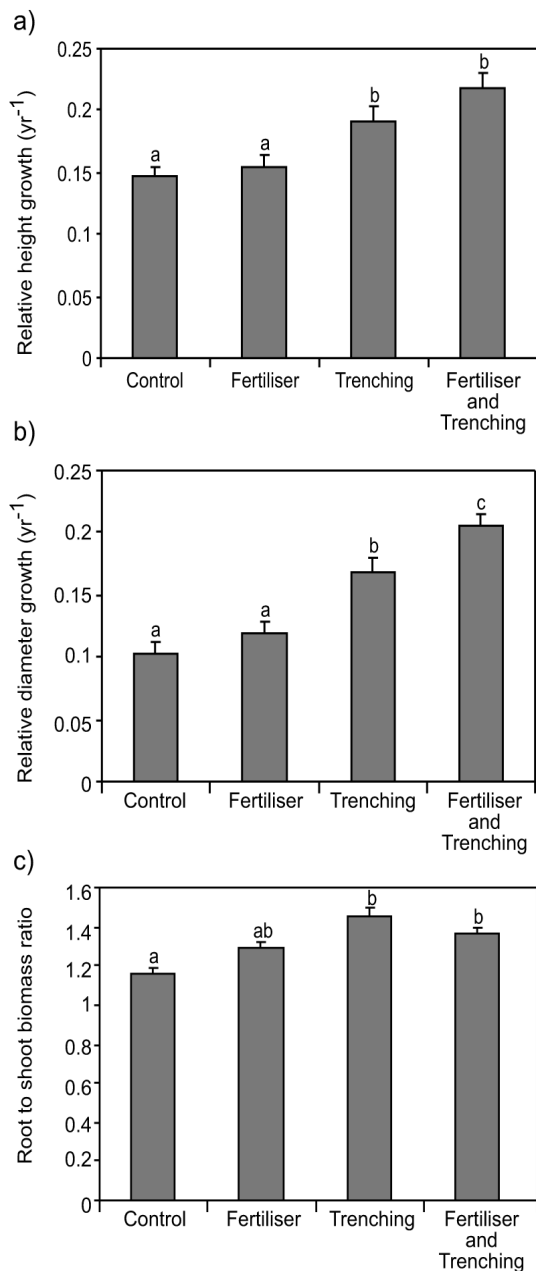 a)
Relative height growth (yr-1)
0.25
0.2
0.15
0.1
0.05
0
a
a
b
b
Control
Fertiliser
Trenching
Fertiliser
and
Trenching
b)
Relative diameter growth (yr-1)
0.25
0.2
0.15
0.1
0.05
0
a
a
b
c
Control
Fertiliser
Trenching
Fertiliser
and
Trenching
c)
Root to shoot biomass ratio
1.6
1.4
1.2
1
0.8
0.6
0.4
0.2
0
a
ab
b
b
Control
Fertiliser
Trenching
Fertiliser
and
Trenching